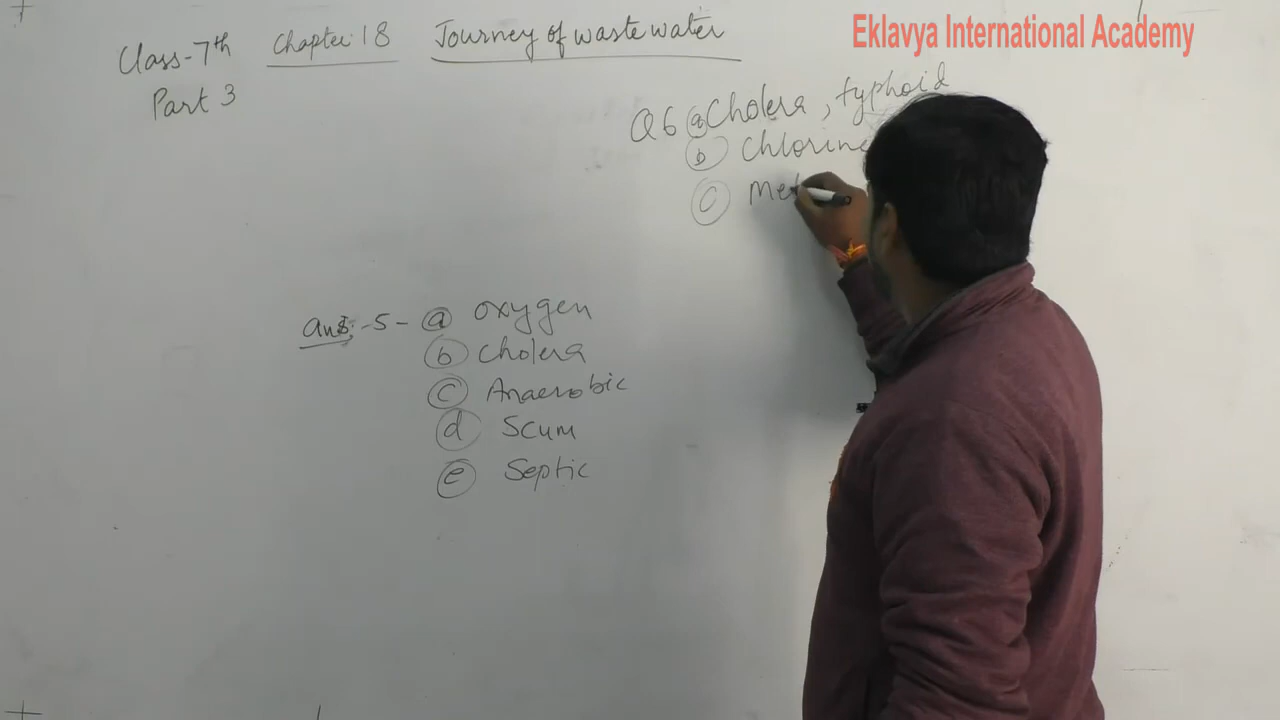 Eklavya International Academy
Class-7th Chapter 18 Journey of waste water
Part 3
Q6 (a) Cholera, typhoid
(b) Chlorine
(c) Met
Ans.-5- (a) oxygen
(b) Cholera
(c) Anaerobic
(d) Scum
(e) Septic